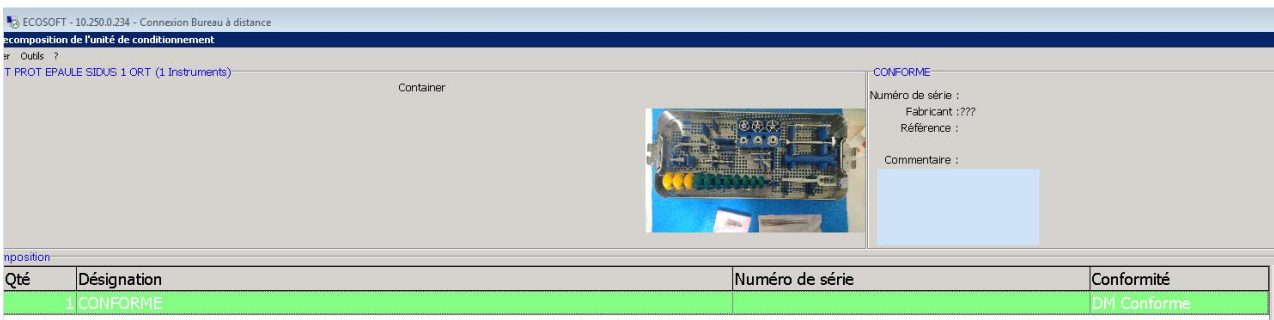 ECOSOFT - 10.250.0.234 - Connexion Bureau à distance
ecomposition de l'unité de conditionnement
er Outils ?
T PROT EPAULE SIDUS 1 ORT (1 Instruments)
Container
CONFORME
Numéro de série :
Fabricant :???
Référence :
Commentaire :
mposition
Qté Désignation Numéro de série Conformité
1 CONFORME DM Conforme